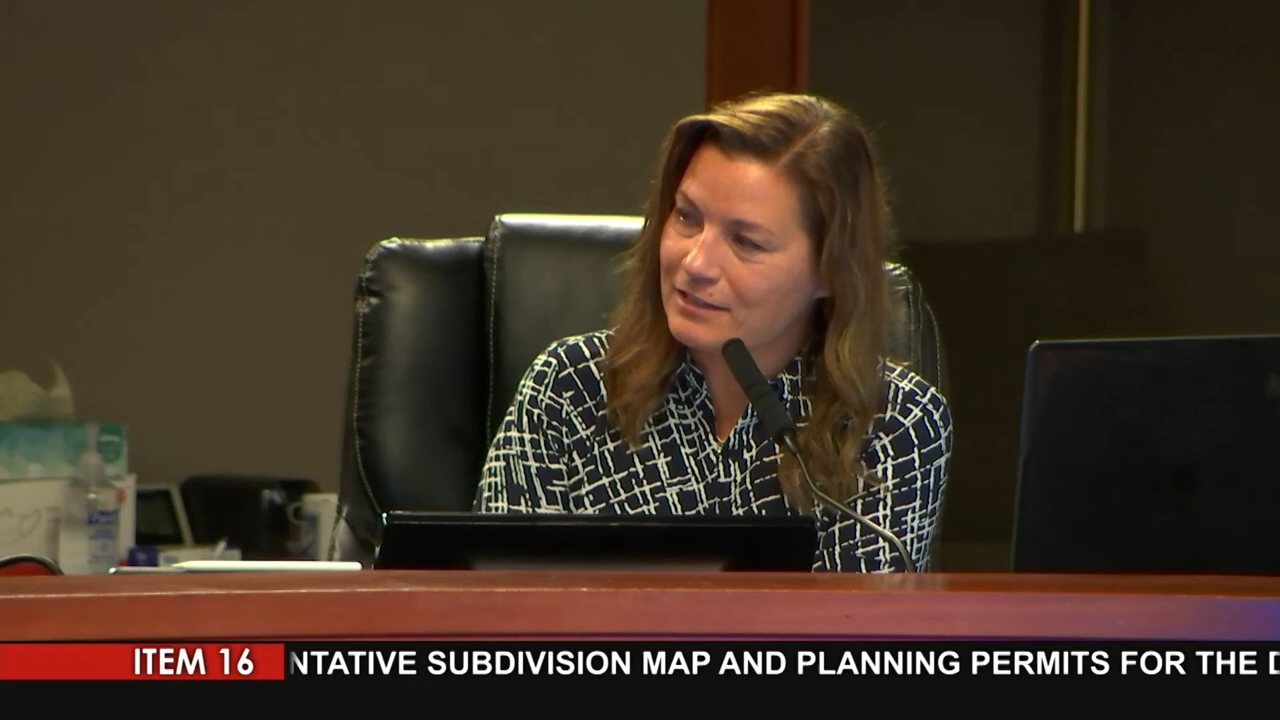 ITEM 16 NTATIVE SUBDIVISION MAP AND PLANNING PERMITS FOR THE D